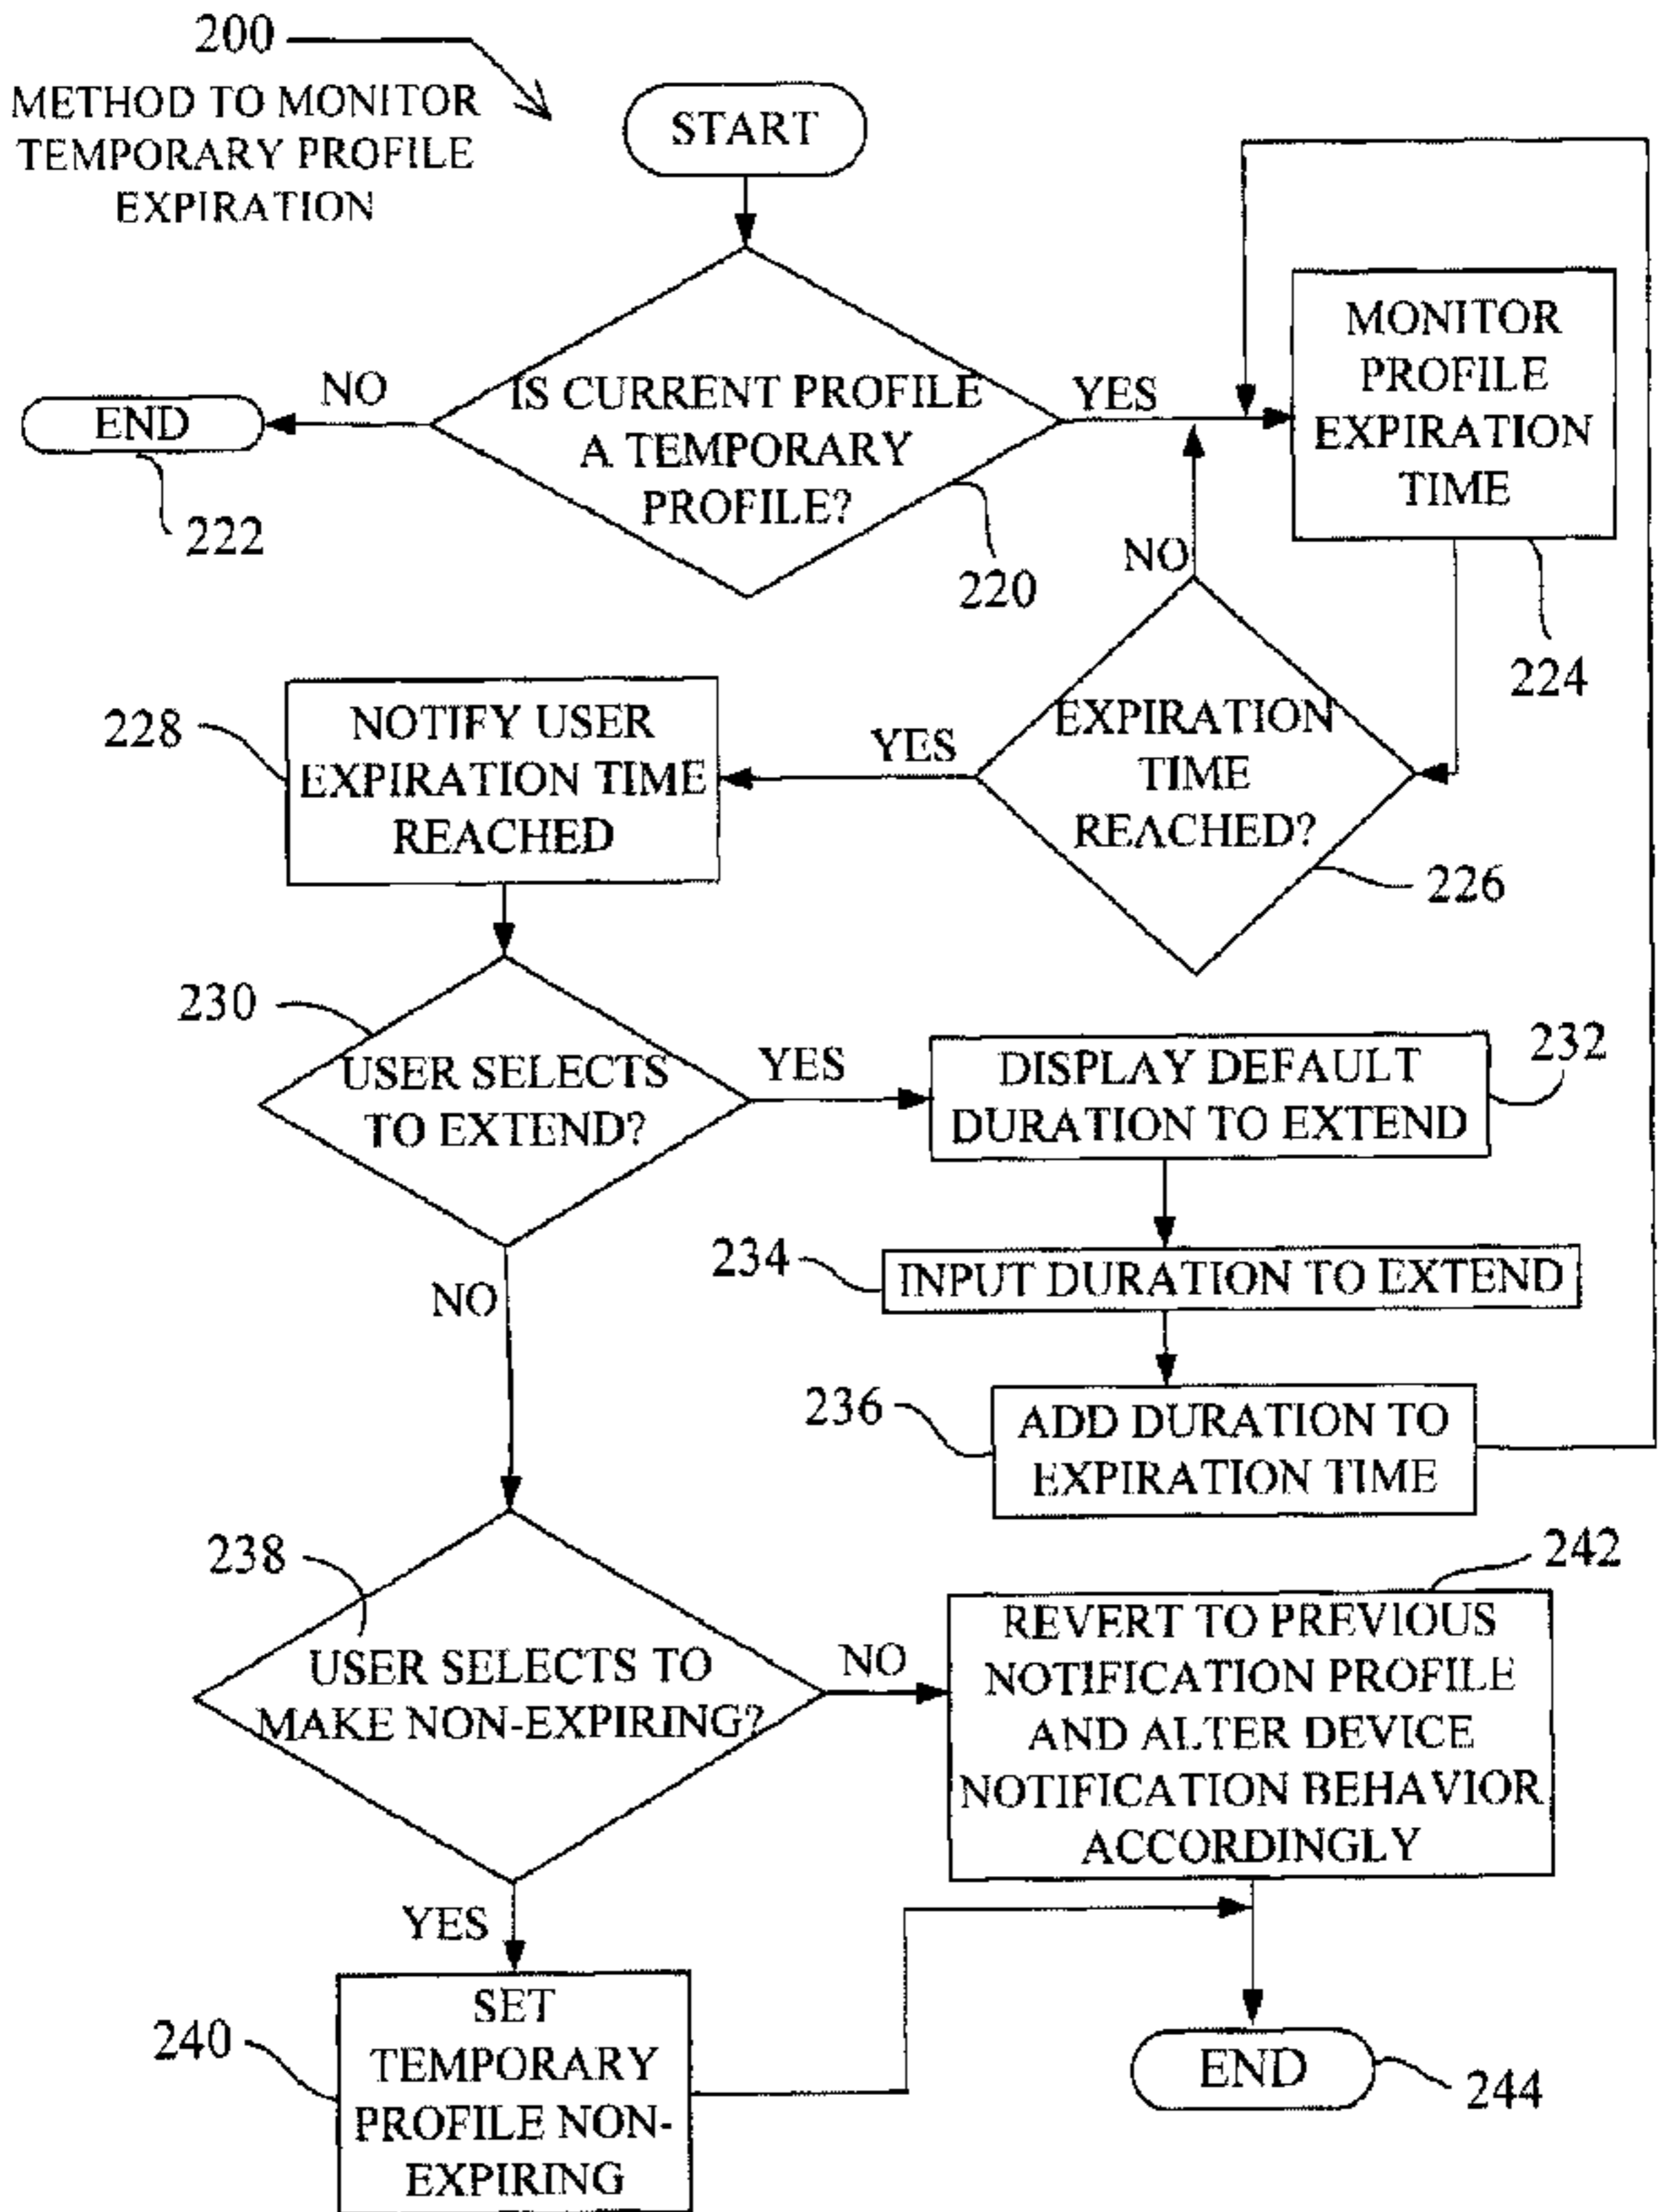 200
METHOD TO MONITOR
TEMPORARY PROFILE
EXPIRATION
START
IS CURRENT PROFILE
A TEMPORARY
PROFILE?
220
NO
END
222
YES
MONITOR
PROFILE
EXPIRATION
TIME
224
NO
EXPIRATION
TIME
REACHED?
226
YES
NOTIFY USER
EXPIRATION TIME
REACHED
228
230
USER SELECTS
TO EXTEND?
YES
DISPLAY DEFAULT
DURATION TO EXTEND
232
234
INPUT DURATION TO EXTEND
236
ADD DURATION TO
EXPIRATION TIME
NO
238
USER SELECTS TO
MAKE NON-EXPIRING?
NO
242
REVERT TO PREVIOUS
NOTIFICATION PROFILE
AND ALTER DEVICE
NOTIFICATION BEHAVIOR
ACCORDINGLY
YES
240
SET
TEMPORARY
PROFILE NON-
EXPIRING
END
244